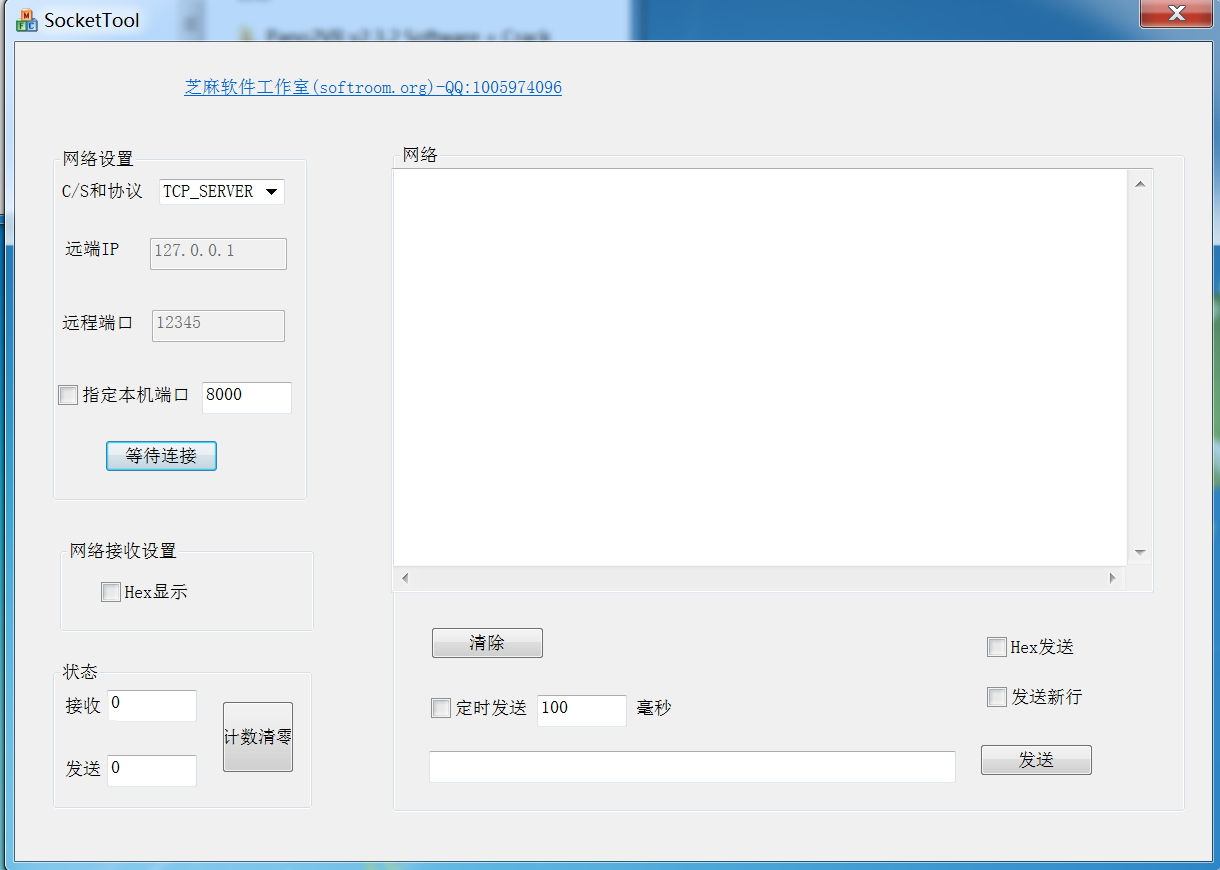 SocketTool
芝麻软件工作室(softroom.org)-QQ:1005974096
网络设置
C/S和协议 TCP_SERVER
远端IP 127.0.0.1
远程端口 12345
指定本机端口 8000
等待连接
网络接收设置
Hex显示
状态
接收 0
计数清零
发送 0
网络
清除
Hex发送
定时发送 100 毫秒
发送新行
发送